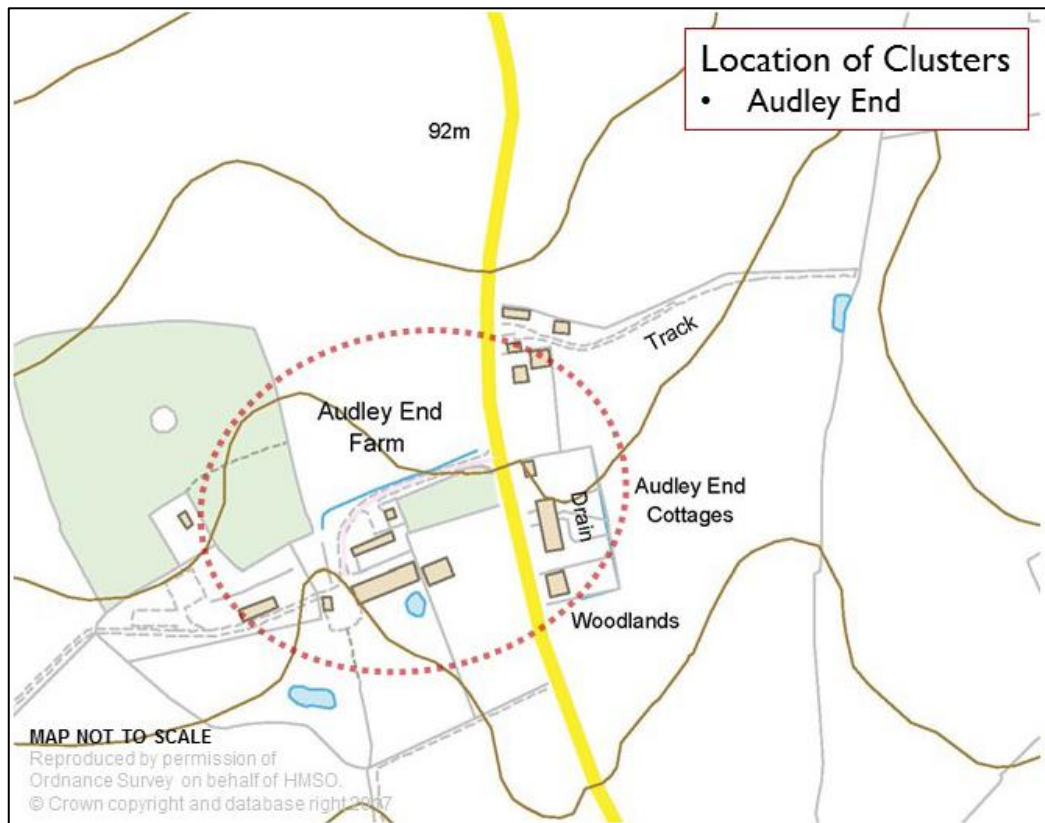 Location of Clusters
• Audley End
92m
Track
Audley End
Farm
Audley End
Cottages
Drain
Woodlands
MAP NOT TO SCALE
Reproduced by permission of
Ordnance Survey on behalf of HMSO.
© Crown copyright and database right